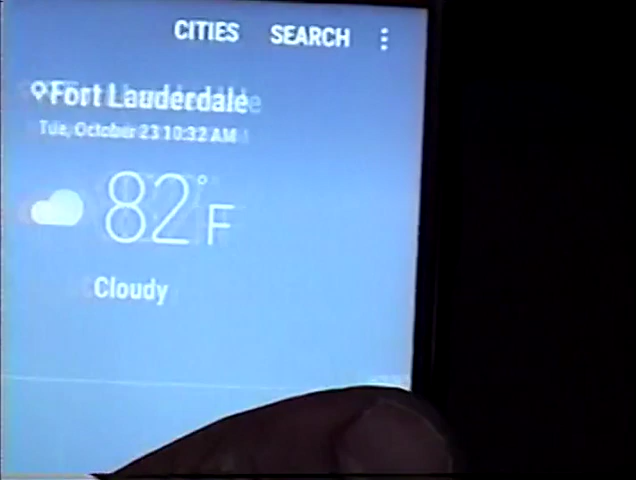 CITIES SEARCH
Fort Lauderdale
Tue, October 23 10:32 AM
82°F
Cloudy